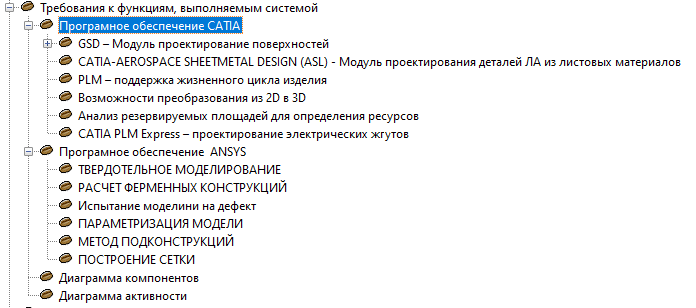 Требования к функциям, выполняемым системой
Програмное обеспечение CATIA
GSD – Модуль проектирование поверхностей
CATIA-AEROSPACE SHEETMETAL DESIGN (ASL) - Модуль проектирования деталей ЛА из листовых материалов
PLM – поддержка жизненного цикла изделия
Возможности преобразования из 2D в 3D
Анализ резервируемых площадей для определения ресурсов
CATIA PLM Express – проектирование электрических жгутов
Програмное обеспечение ANSYS
ТВЕРДОТЕЛЬНОЕ МОДЕЛИРОВАНИЕ
РАСЧЕТ ФЕРМЕННЫХ КОНСТРУКЦИЙ
Испытание моделини на дефект
ПАРАМЕТРИЗАЦИЯ МОДЕЛИ
МЕТОД ПОДКОНСТРУКЦИЙ
ПОСТРОЕНИЕ СЕТКИ
Диаграмма компонентов
Диаграмма активности